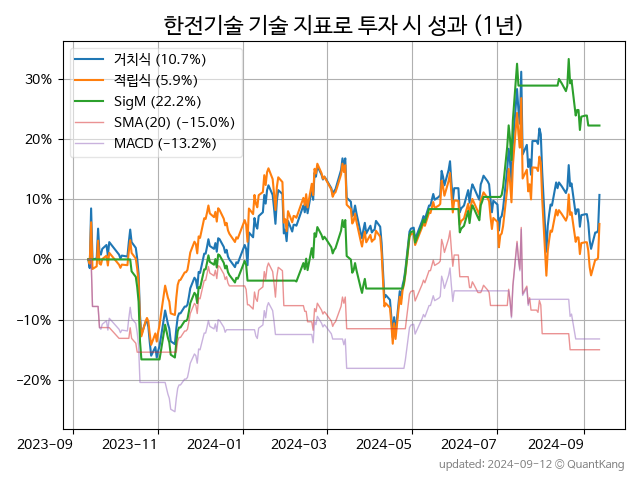 한전기술 기술 지표로 투자 시 성과 (1년)
거치식 (10.7%)
적립식 (5.9%)
SigM (22.2%)
SMA(20) (−15.0%)
MACD (−13.2%)
30%
20%
10%
0%
−10%
−20%
2023-09 2023-11 2024-01 2024-03 2024-05 2024-07 2024-09
updated: 2024-09-12 © QuantKang